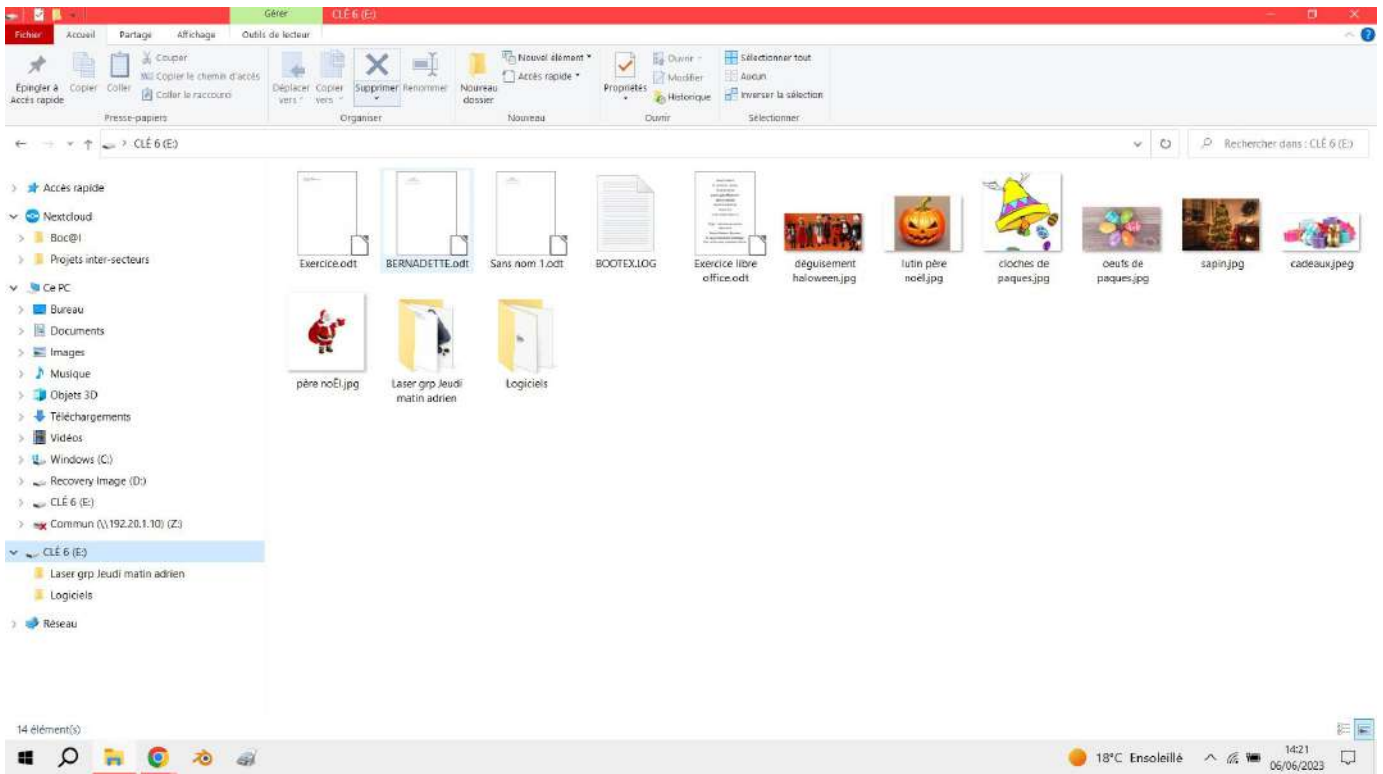 Gérer CLÉ 6 (E:)
Fichier Accueil Partage Affichage Outils de lecteur
Épingler à Accès rapide
Copier
Coller
Couper
Copier le chemin d'accès
Coller le raccourci
Presse-papiers
Déplacer vers
Copier vers
Supprimer
Renommer
Organiser
Nouveau dossier
Nouvel élément
Accès rapide
Nouveau
Propriétés
Ouvrir
Modifier
Historique
Ouvrir
Sélectionner tout
Aucun
Inverser la sélection
Sélectionner
CLÉ 6 (E:)
Rechercher dans : CLÉ 6 (E:)
Accès rapide
Nextcloud
Boc@l
Projets inter-secteurs
Ce PC
Bureau
Documents
Images
Musique
Objets 3D
Téléchargements
Vidéos
Windows (C:)
Recovery Image (D:)
CLÉ 6 (E:)
Commun (\\192.20.1.10) (Z:)
CLÉ 6 (E:)
Laser grp Jeudi matin adrien
Logiciels
Réseau
Exercice.odt
BERNADETTE.odt
Sans nom 1.odt
BOOTEX.LOG
Exercice libre
office.odt
déguisement
haloween.jpg
lutin père
noël.jpg
cloches de
paques.jpg
oeufs de
paques.jpg
sapin.jpg
cadeaux.jpeg
père noËl.jpg
Laser grp Jeudi
matin adrien
Logiciels
14 élément(s)
18°C Ensoleillé
14:21
06/06/2023